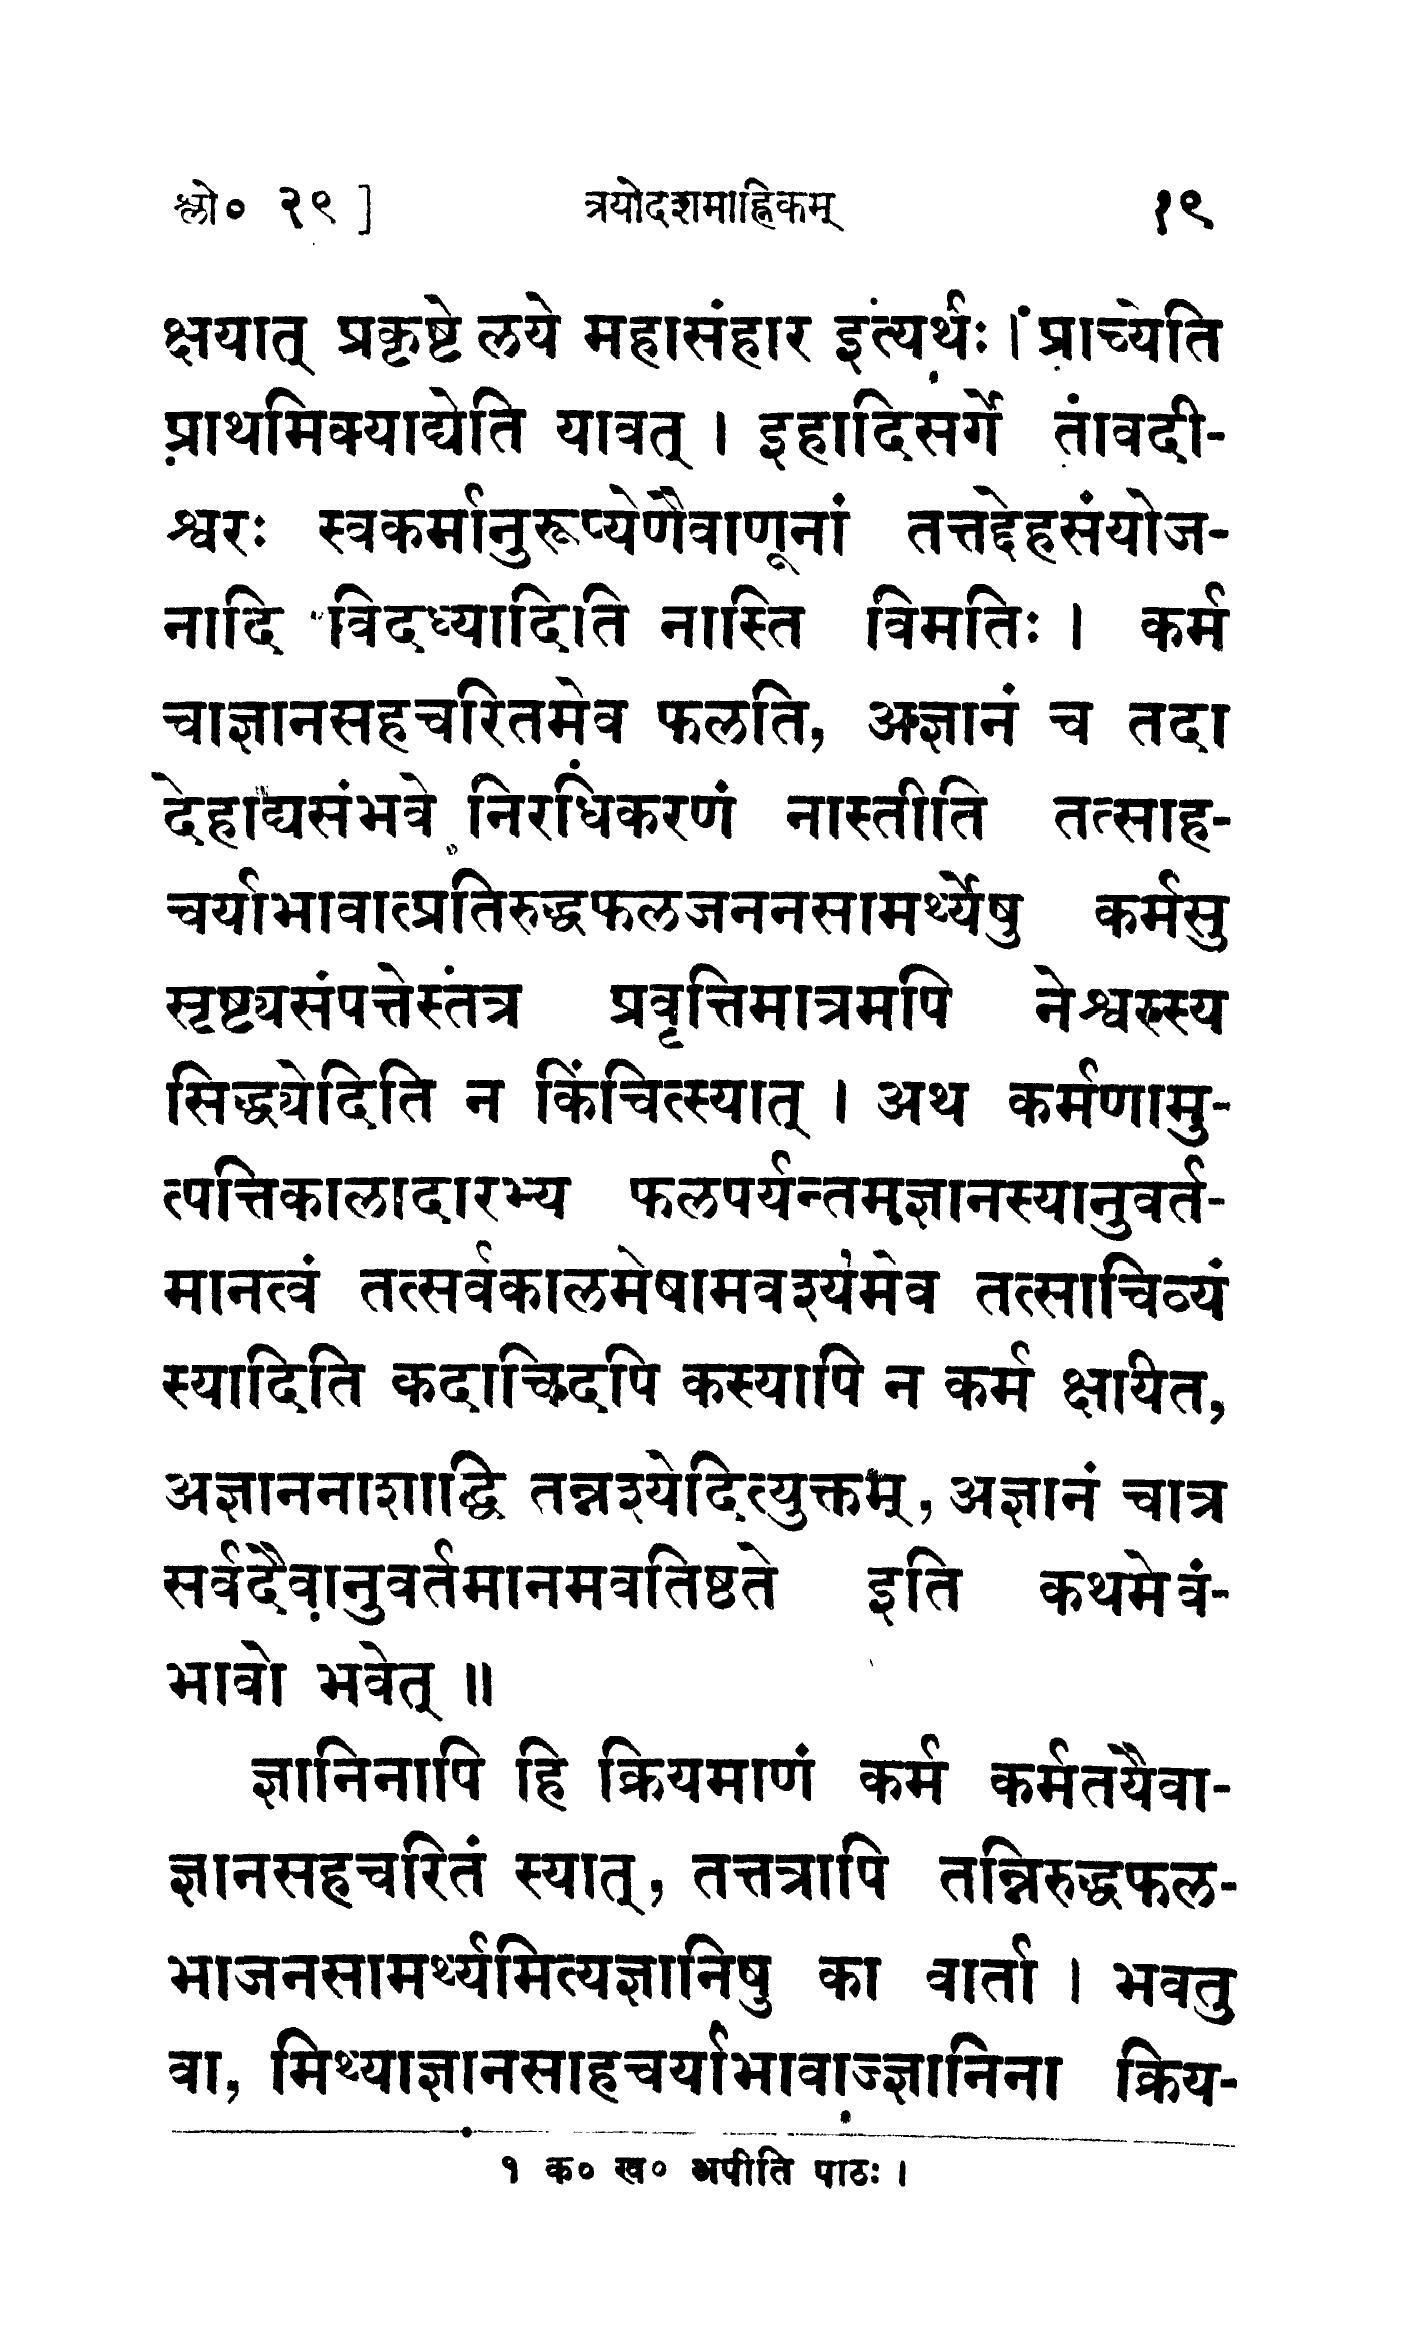 श्लो० २९ ] त्रयोदशमाह्निकम् १९
क्षयात् प्रकृष्टे लये महासंहार इत्यर्थः । प्राच्येति
प्राथमिक्याद्येति यावत् । इहादिसर्गे तावदी-
श्वरः स्वकर्मानुरूप्येणैवाणूनां तत्तद्देहसंयोज-
नादि विदध्यादिति नास्ति विमतिः । कर्म
चाज्ञानसहचरितमेव फलति, अज्ञानं च तदा
देहाद्यसंभवे निरधिकरणं नास्तीति तत्साह-
चर्याभावात्प्रतिरुद्धफलजननसामर्थ्येषु कर्मसु
सृष्ट्यसंपत्तेस्तत्र प्रवृत्तिमात्रमपि नेश्वरस्य
सिद्ध्येदिति न किंचित्स्यात् । अथ कर्मणामु-
त्पत्तिकालादारभ्य फलपर्यन्तमज्ञानस्यानुवर्त-
मानत्वं तत्सर्वकालमेषामवश्यमेव तत्साचिव्यं
स्यादिति कदाचिदपि कस्यापि न कर्म क्षायेत,
अज्ञाननाशाद्धि तन्नश्येदित्युक्तम्, अज्ञानं चात्र
सर्वदैवानुवर्तमानमवतिष्ठते इति कथमेवं-
भावो भवेत् ॥
ज्ञानिनापि हि क्रियमाणं कर्म कर्मतयैवा-
ज्ञानसहचरितं स्यात्, तत्तत्रापि तन्निरुद्धफल-
भाजनसामर्थ्यमित्यज्ञानिषु का वार्ता । भवतु
वा, मिथ्याज्ञानसाहचर्याभावाज्ज्ञानिना क्रिय-
१ क० ख० अपीति पाठः ।